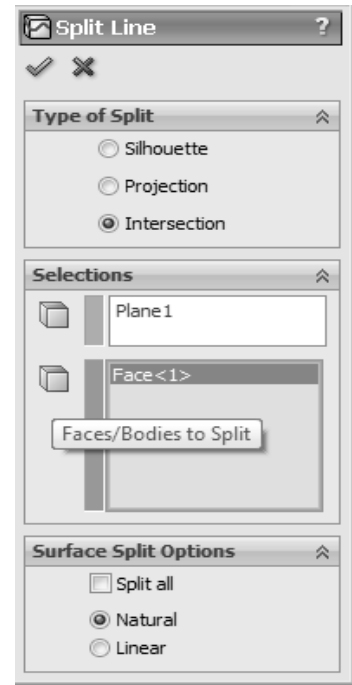 Split Line ?
Type of Split
Silhouette
Projection
Intersection
Selections
Plane1
Face<1>
Faces/Bodies to Split
Surface Split Options
Split all
Natural
Linear